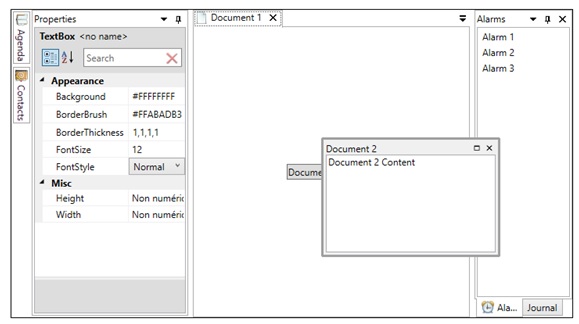 Agenda
Contacts
Properties
TextBox <no name>
Search
Appearance
Background #FFFFFFFF
BorderBrush #FFABADB3
BorderThickness 1,1,1,1
FontSize 12
FontStyle Normal
Misc
Height Non numéric
Width Non numéric
Document 1
Docume
Document 2
Document 2 Content
Alarms
Alarm 1
Alarm 2
Alarm 3
Ala... Journal